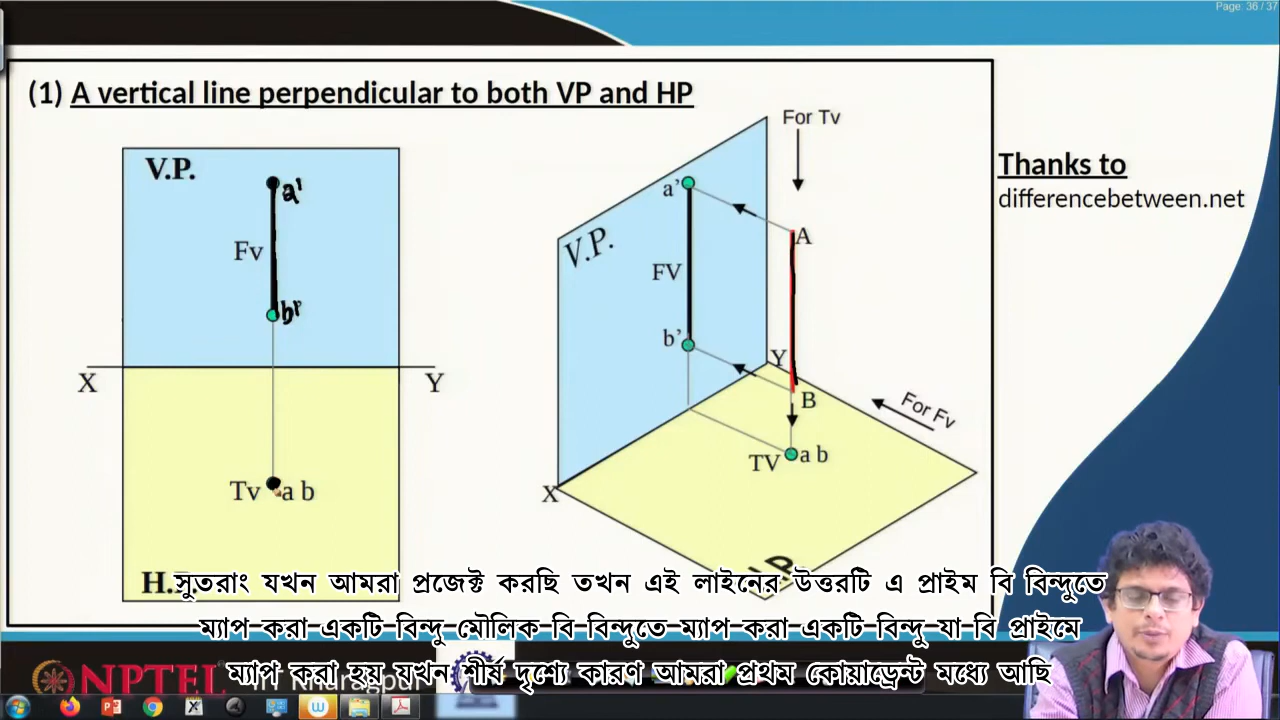 Page: 36 / 37
(1) A vertical line perpendicular to both VP and HP
For Tv
V.P.
a'
Fv
b'
X
Y
Tv
a b
V.P.
a'
A
FV
b'
Y
B
For Fv
TV
a b
X
Thanks to
differencebetween.net
সুতরাং যখন আমরা প্রজেক্ট করছি তখন এই লাইনের উত্তরটি এ প্রাইম বি বিন্দুতে
ম্যাপ করা একটি বিন্দু মৌলিক বি বিন্দুতে ম্যাপ করা একটি বিন্দু যা বি প্রাইমে
ম্যাপ করা হয় যখন শীর্ষ দৃশ্যে কারণ আমরা প্রথম কোয়াড্রেন্ট মধ্যে আছি
NPTEL